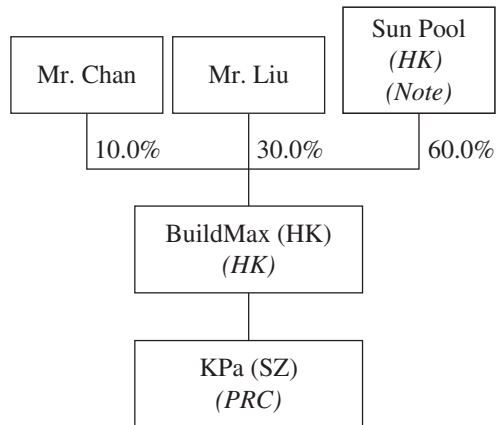 Mr. Chan
Mr. Liu
Sun Pool
(HK)
(Note)
10.0%
30.0%
60.0%
BuildMax (HK)
(HK)
KPa (SZ)
(PRC)